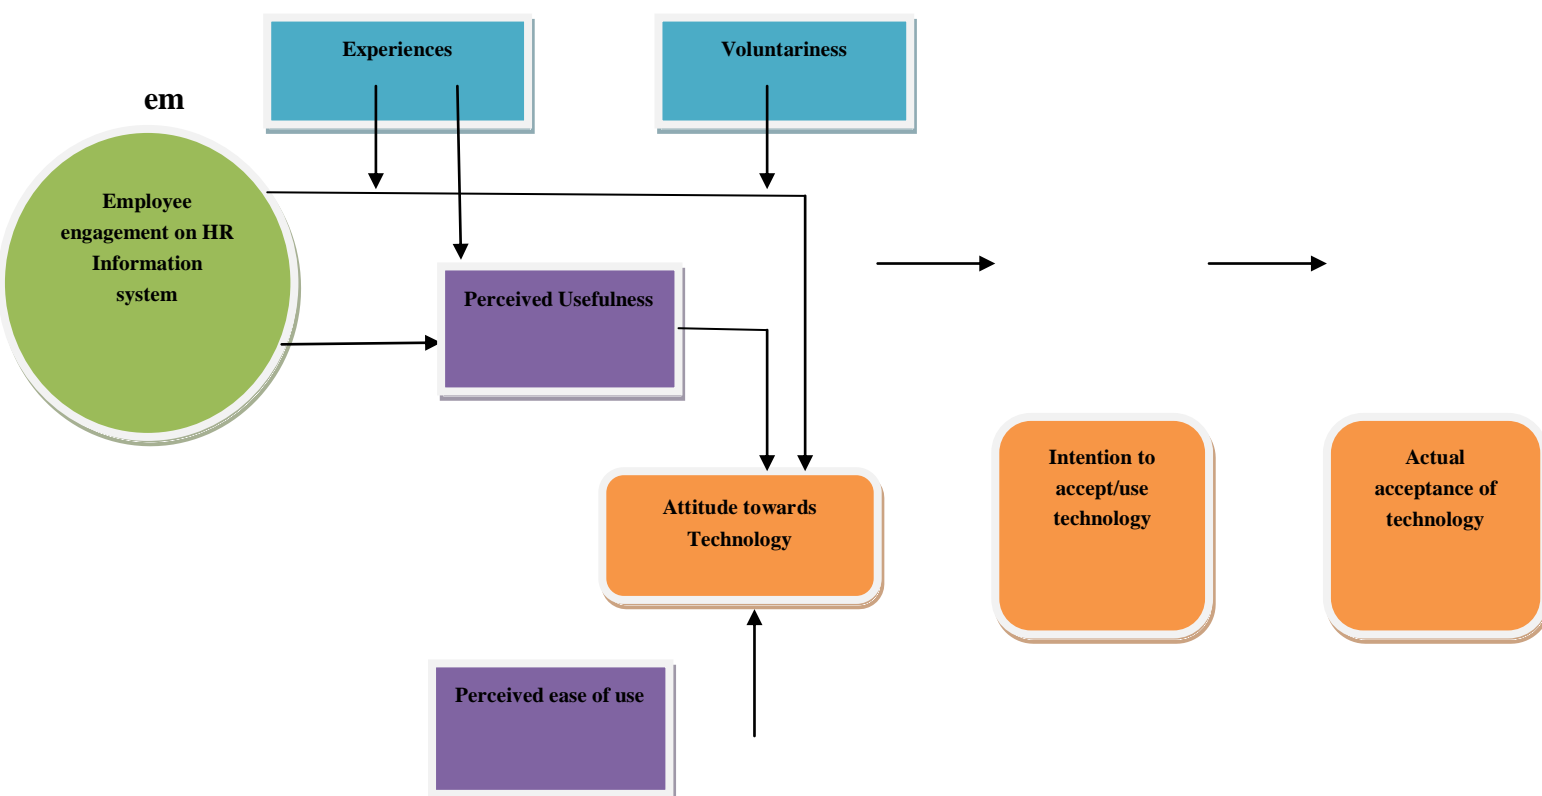 Experiences
Voluntariness
em
Employee
engagement on HR
Information
system
Perceived Usefulness
Attitude towards
Technology
Intention to
accept/use
technology
Actual
acceptance of
technology
Perceived ease of use